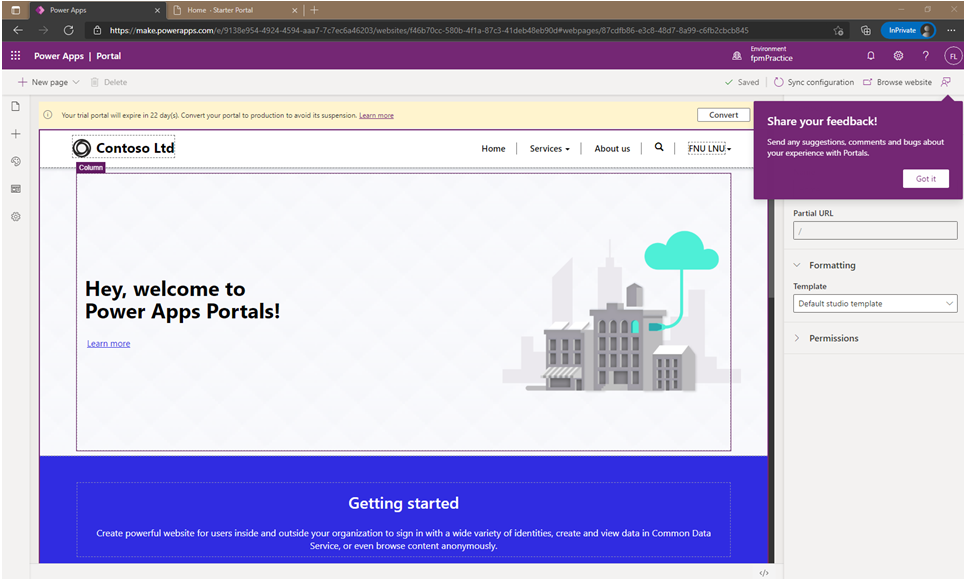 Power Apps
Home - Starter Portal
https://make.powerapps.com/e/9138e954-4924-4594-aaa7-7c7ec6a46203/websites/f46b70cc-580b-4f1a-87c3-41deb48eb90d#webpages/87cdfb86-e3c8-48d7-8a99-c6fb2cbcb845
InPrivate
Power Apps | Portal
Environment
fpmPractice
FL
New page
Delete
Saved
Sync configuration
Browse website
Your trial portal will expire in 22 day(s). Convert your portal to production to avoid its suspension. Learn more
Convert
Share your feedback!
Send any suggestions, comments and bugs about
your experience with Portals.
Got it
Contoso Ltd
Home
Services
About us
FNU LNU
Column
Hey, welcome to
Power Apps Portals!
Learn more
Partial URL
/
Formatting
Template
Default studio template
Permissions
Getting started
Create powerful website for users inside and outside your organization to sign in with a wide variety of identities, create and view data in Common Data
Service, or even browse content anonymously.